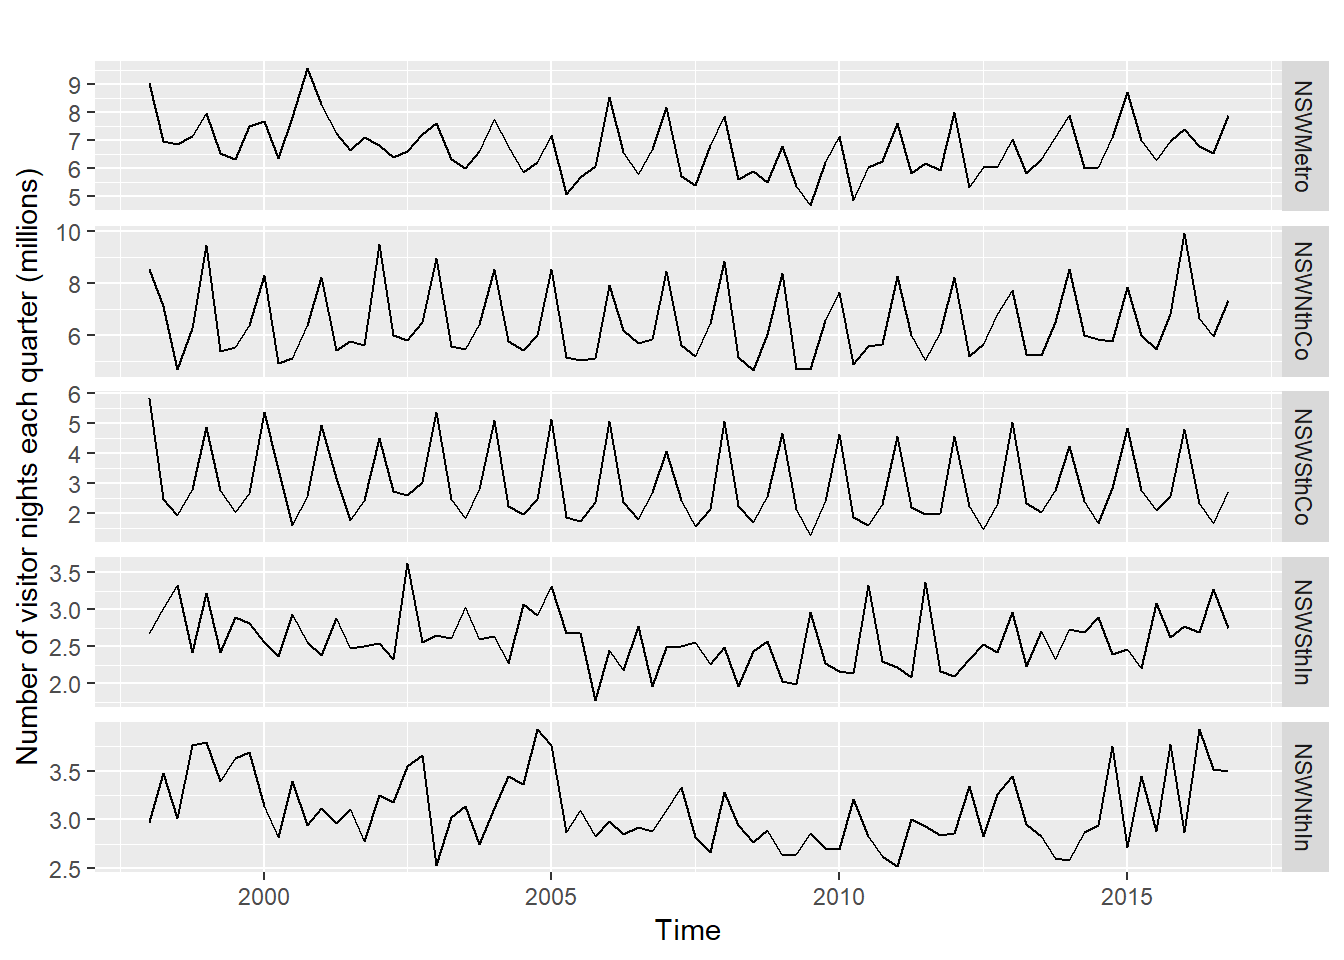 Number of visitor nights each quarter (millions)
9
8
7
6
5
NSWMetro
10
8
6
NSWNthCo
6
5
4
3
2
NSWSthCo
3.5
3.0
2.5
2.0
NSWSthIn
3.5
3.0
2.5
NSWNthIn
2000 2005 2010 2015
Time